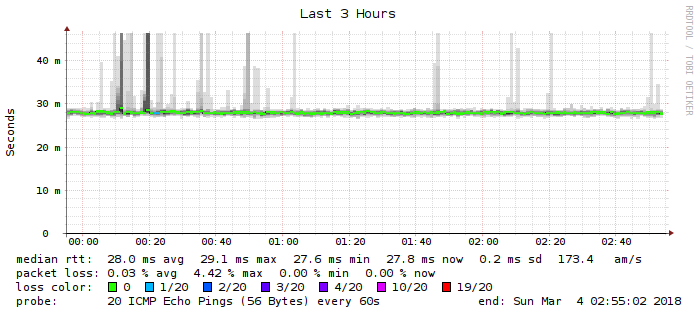 Last 3 Hours
RRDTOOL / TOBI OETIKER
Seconds
40 m
30 m
20 m
10 m
0
00:00 00:20 00:40 01:00 01:20 01:40 02:00 02:20 02:40
median rtt: 28.0 ms avg 29.1 ms max 27.6 ms min 27.8 ms now 0.2 ms sd 173.4 am/s
packet loss: 0.03 % avg 4.42 % max 0.00 % min 0.00 % now
loss color: 0 1/20 2/20 3/20 4/20 10/20 19/20
probe: 20 ICMP Echo Pings (56 Bytes) every 60s end: Sun Mar 4 02:55:02 2018